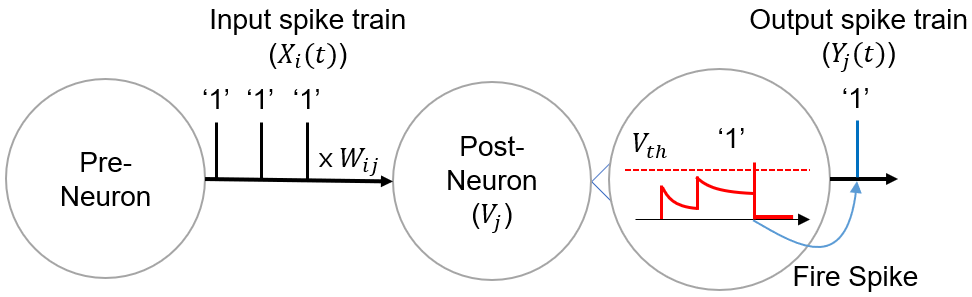 Input spike train
(X_i(t))
Output spike train
(Y_j(t))
‘1’ ‘1’ ‘1’
‘1’
Pre-
Neuron
x W_ij
Post-
Neuron
(V_j)
V_th
‘1’
Fire Spike